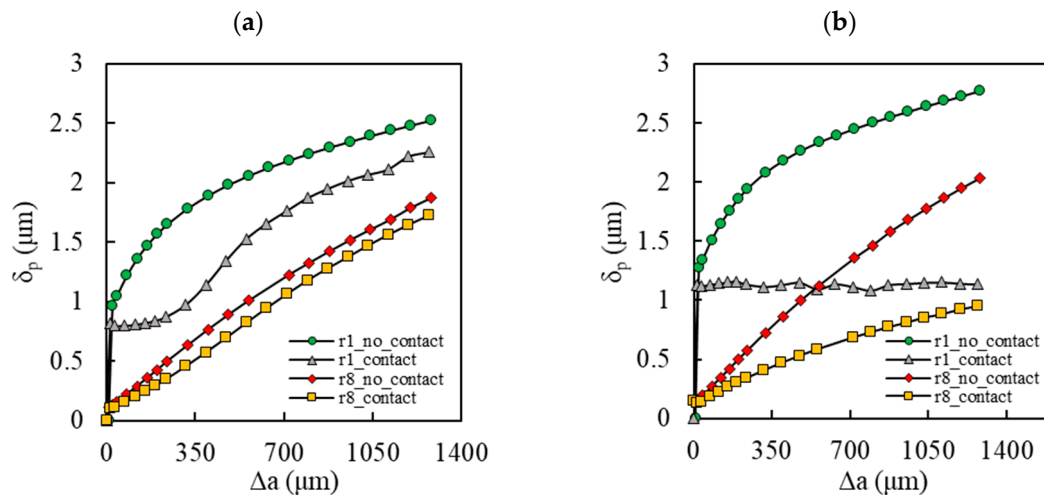 (a)
3
2.5
2
1.5
1
0.5
0
δp (μm)
r1_no_contact
r1_contact
r8_no_contact
r8_contact
0 350 700 1050 1400
Δa (μm)
(b)
3
2.5
2
1.5
1
0.5
0
δp (μm)
r1_no_contact
r1_contact
r8_no_contact
r8_contact
0 350 700 1050 1400
Δa (μm)